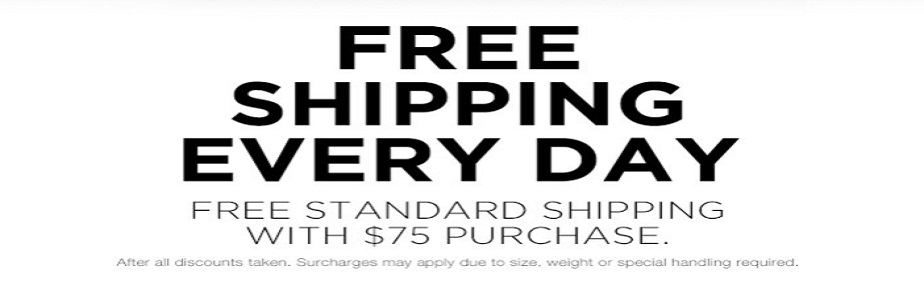 FREE
SHIPPING
EVERY DAY
FREE STANDARD SHIPPING
WITH $75 PURCHASE.
After all discounts taken. Surcharges may apply due to size, weight or special handling required.